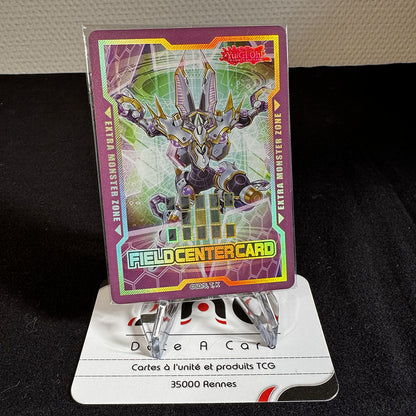 Yu-Gi-Oh!
EXTRA MONSTER ZONE
EXTRA MONSTER ZONE
FIELD CENTER CARD
Cartes à l'unité et produits TCG
35000 Rennes